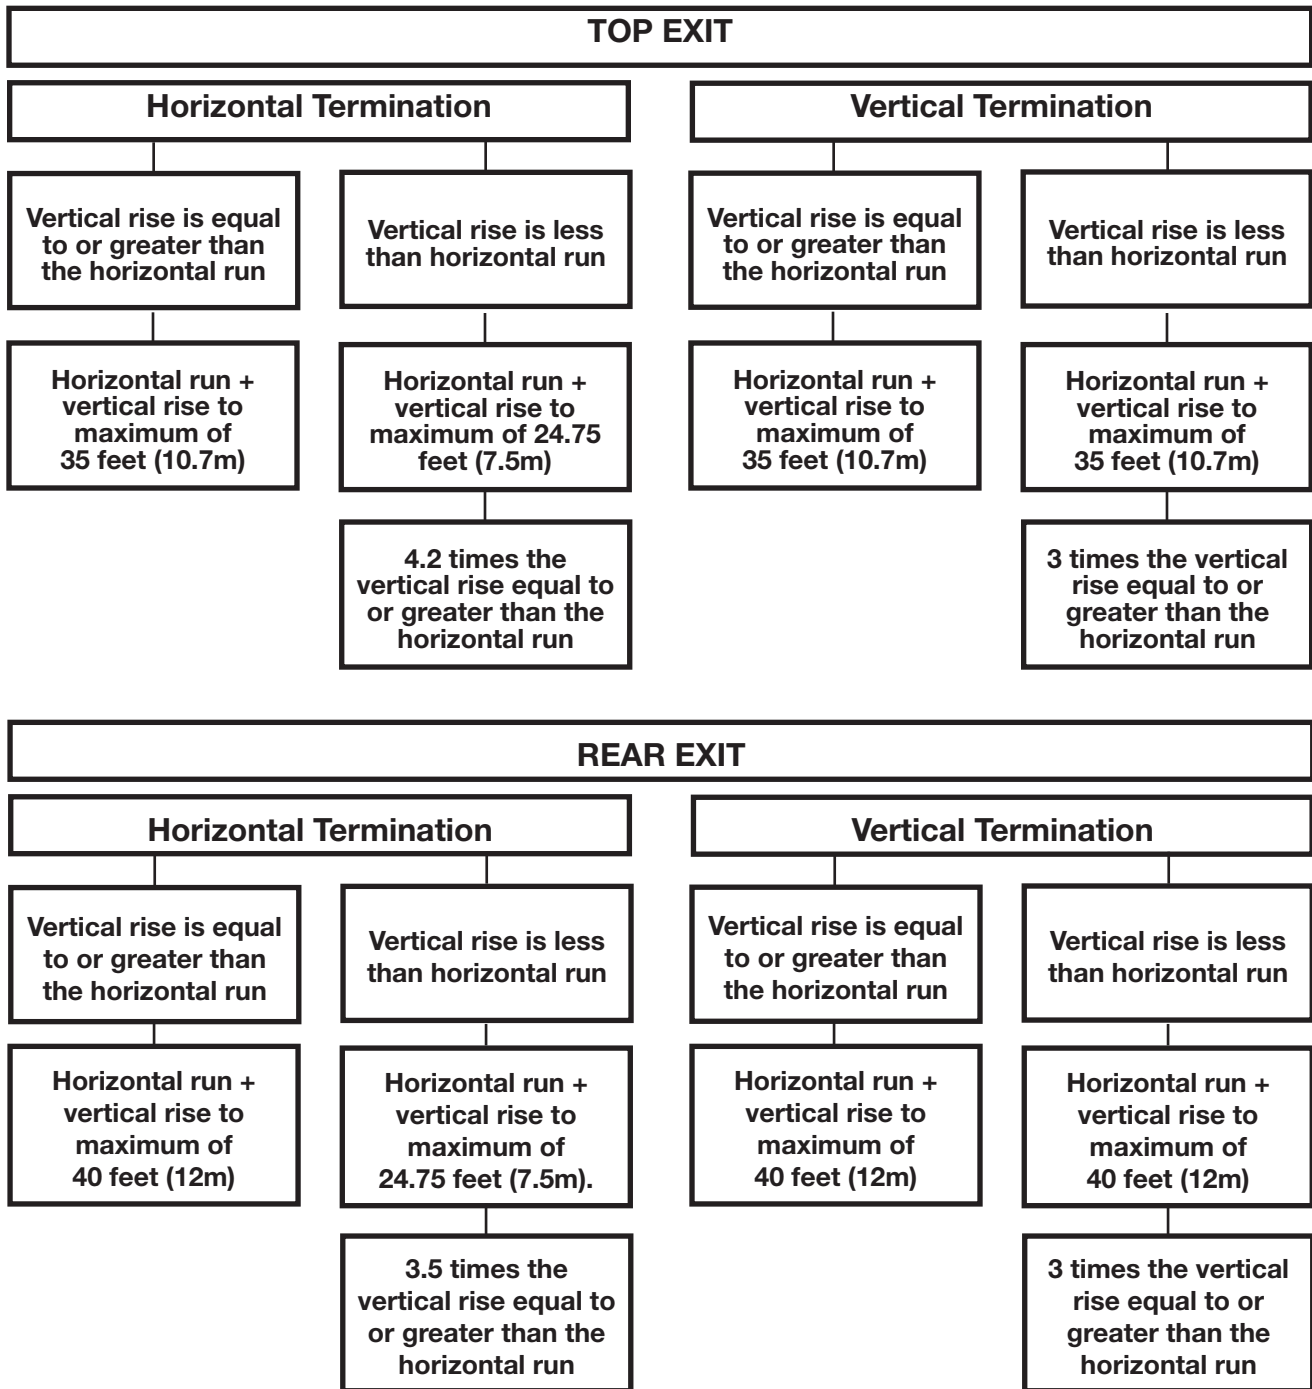 TOP EXIT
Horizontal Termination
Vertical rise is equal
to or greater than
the horizontal run
Horizontal run +
vertical rise to
maximum of
35 feet (10.7m)
Vertical rise is less
than horizontal run
Horizontal run +
vertical rise to
maximum of 24.75
feet (7.5m)
4.2 times the
vertical rise equal to
or greater than the
horizontal run
Vertical Termination
Vertical rise is equal
to or greater than
the horizontal run
Horizontal run +
vertical rise to
maximum of
35 feet (10.7m)
Vertical rise is less
than horizontal run
Horizontal run +
vertical rise to
maximum of
35 feet (10.7m)
3 times the vertical
rise equal to or
greater than the
horizontal run
REAR EXIT
Horizontal Termination
Vertical rise is equal
to or greater than
the horizontal run
Horizontal run +
vertical rise to
maximum of
40 feet (12m)
Vertical rise is less
than horizontal run
Horizontal run +
vertical rise to
maximum of
24.75 feet (7.5m).
3.5 times the
vertical rise equal to
or greater than the
horizontal run
Vertical Termination
Vertical rise is equal
to or greater than
the horizontal run
Horizontal run +
vertical rise to
maximum of
40 feet (12m)
Vertical rise is less
than horizontal run
Horizontal run +
vertical rise to
maximum of
40 feet (12m)
3 times the vertical
rise equal to or
greater than the
horizontal run